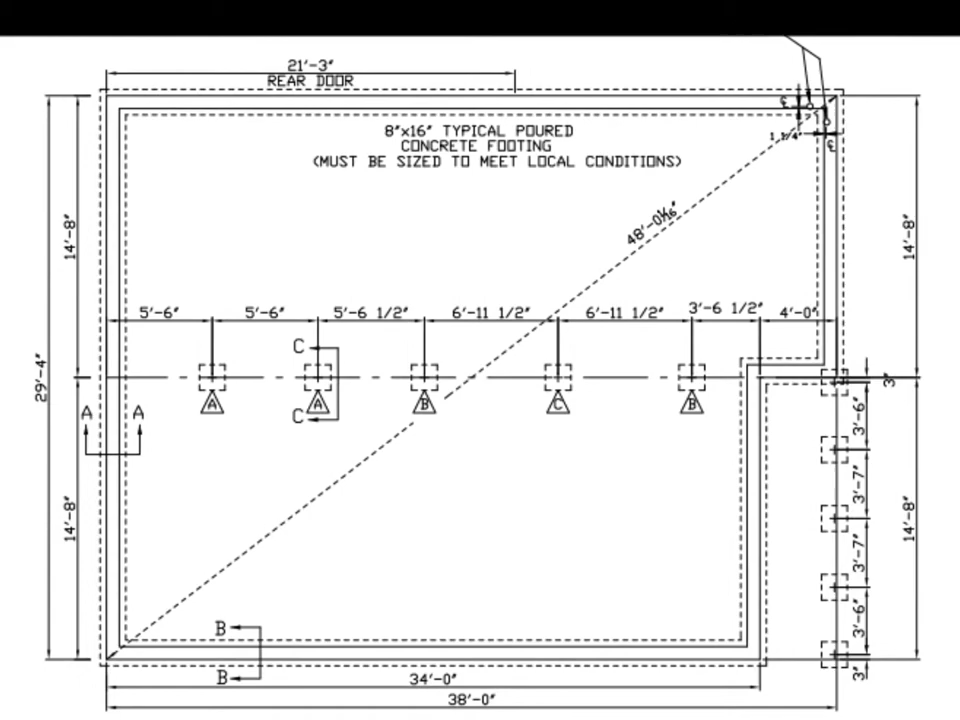 21'-3"
REAR DOOR
8"x16" TYPICAL POURED
CONCRETE FOOTING
(MUST BE SIZED TO MEET LOCAL CONDITIONS)
℄
1 1/4"
℄
48'-0 1/16"
14'-8"
14'-8"
5'-6"
5'-6"
5'-6 1/2"
6'-11 1/2"
6'-11 1/2"
3'-6 1/2"
4'-0"
C
C
A
A
B
C
B
29'-4"
A
A
3"
3'-6"
3'-7"
3'-7"
3'-6"
3"
14'-8"
14'-8"
B
B
34'-0"
38'-0"